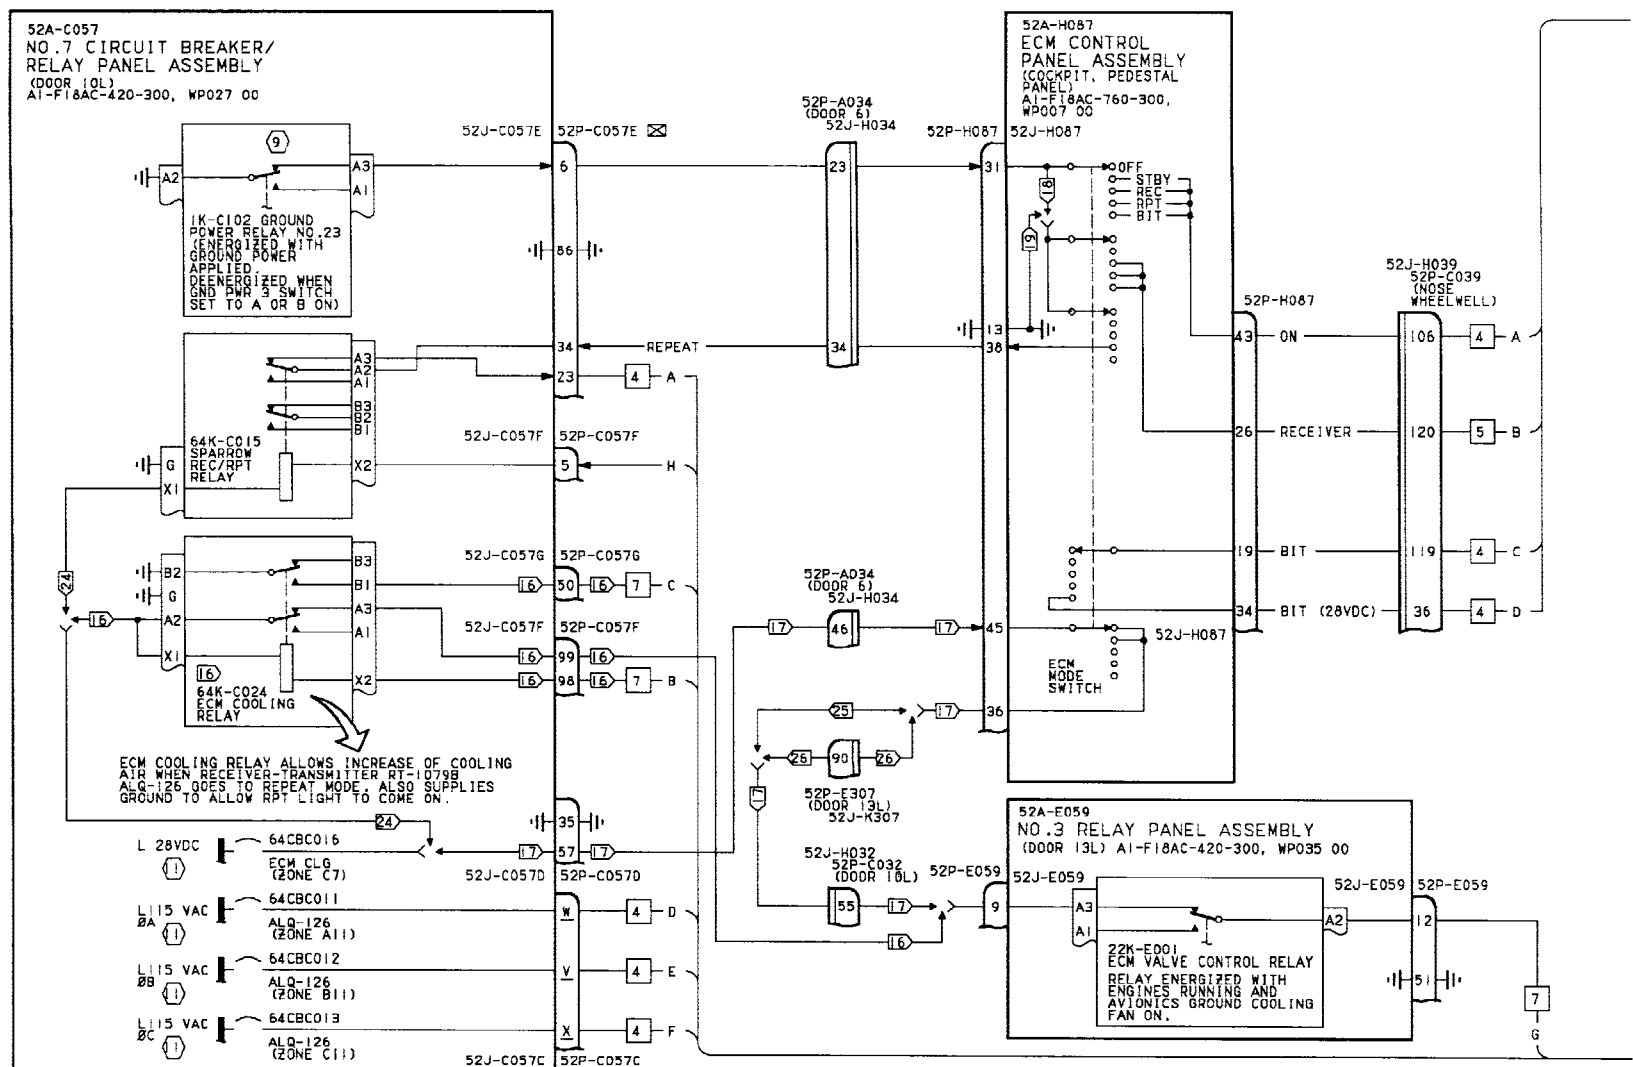 52A-C057
NO.7 CIRCUIT BREAKER/
RELAY PANEL ASSEMBLY
(DOOR 10L)
A1-F18AC-420-300, WP027 00
9
52J-C057E
52P-C057E
A2
A3
A1
6
1K-C102 GROUND
POWER RELAY NO.23
(ENERGIZED WITH
GROUND POWER
APPLIED.
DEENERGIZED WHEN
GND PWR 3 SWITCH
SET TO A OR B ON)
86
A3
A2
A1
B3
B2
B1
34
REPEAT
23
4
A
64K-C015
SPARROW
REC/RPT
RELAY
G
X1
X2
52J-C057F
52P-C057F
5
H
24
52J-C057G
52P-C057G
B2
G
A2
X1
B3
B1
A3
A1
X2
16
16
50
16
7
C
52J-C057F
52P-C057F
16
99
16
16
98
16
7
B
16
64K-C024
ECM COOLING
RELAY
ECM COOLING RELAY ALLOWS INCREASE OF COOLING
AIR WHEN RECEIVER-TRANSMITTER RT-1079B
ALQ-126 GOES TO REPEAT MODE. ALSO SUPPLIES
GROUND TO ALLOW RPT LIGHT TO COME ON.
24
35
L 28VDC
11
64CBC016
ECM CLG
(ZONE C7)
17
57
17
52J-C057D
52P-C057D
L115 VAC
ØA
11
64CBC011
ALQ-126
(ZONE A11)
W
4
D
L115 VAC
ØB
11
64CBC012
ALQ-126
(ZONE B11)
V
4
E
L115 VAC
ØC
11
64CBC013
ALQ-126
(ZONE C11)
X
4
F
52J-C057C
52P-C057C
52P-A034
(DOOR 6)
52J-H034
23
34
52P-A034
(DOOR 6)
52J-H034
17
46
17
25
17
26
90
26
52P-E307
(DOOR 13L)
52J-K307
17
52J-H032
52P-C032
(DOOR 10L)
55
17
16
52A-H087
ECM CONTROL
PANEL ASSEMBLY
(COCKPIT, PEDESTAL
PANEL)
A1-F18AC-760-300,
WP007 00
52P-H087
52J-H087
31
18
19
OFF
STBY
REC
RPT
BIT
13
38
45
36
52J-H087
ECM
MODE
SWITCH
52P-H087
43
ON
26
RECEIVER
19
BIT
34
BIT (28VDC)
52J-H039
52P-C039
(NOSE
WHEELWELL)
106
4
A
120
5
B
119
4
C
36
4
D
52A-E059
NO.3 RELAY PANEL ASSEMBLY
(DOOR 13L) A1-F18AC-420-300, WP035 00
52P-E059
52J-E059
9
A3
A1
A2
22K-E001
ECM VALVE CONTROL RELAY
RELAY ENERGIZED WITH
ENGINES RUNNING AND
AVIONICS GROUND COOLING
FAN ON.
52J-E059
52P-E059
12
51
7
G